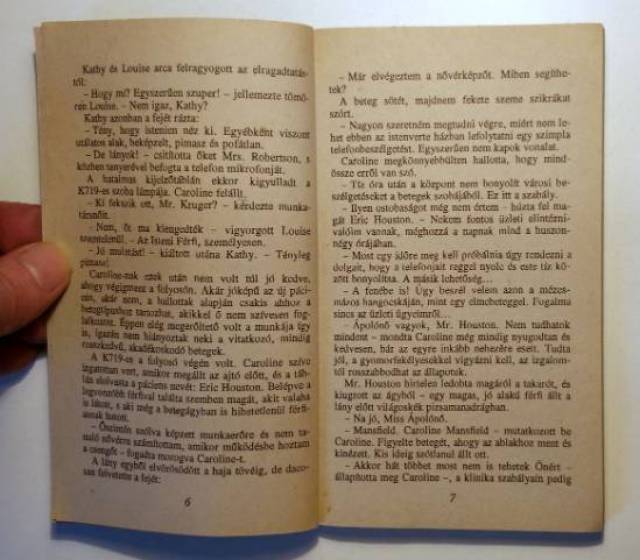 Kathy és Louise arca felragyogott az elragadtatás-
tól:
– Hogy mi? Egyszerűen szuper! – jellemezte tömö-
ren Louise. – Nem igaz, Kathy?
Kathy azonban a fejét rázta:
– Tény, hogy istenien néz ki. Egyébként viszont
utálatos alak, beképzelt, pimasz és pofátlan.
– De lányok! – csitította őket Mrs. Robertson, s
közben tenyerével befogta a telefon mikrofonját.
A hatalmas kijelzőtáblán ekkor kigyulladt a
K719-es szoba lámpája. Caroline felállt.
– Ki fekszik ott, Mr. Kruger? – kérdezte munka-
társnőit.
– Nem, őt ma kiengedték – vigyorgott Louise
– Az Isteni Férfi, személyesen.
– Jó mulatást! – kiáltott utána Kathy. – Tényleg
pimasz!
Caroline-nak ezek után nem volt túl jó kedve,
ahogy végigment a folyosón. Akár jóképű az új páci-
ens, akár nem, a hallottak alapján csakis ahhoz a
betegtípushoz tartozhat, akikkel ő nem szívesen fog-
lalkozott. Éppen elég megerőltető volt a munkája így
is, igazán nem hiányoztak neki a vitatkozó, mindig
akadékoskodó betegek.
A K719-es a folyosó végén volt. Caroline szíve
izgatottan vert, amikor megállt az ajtó előtt, és a táb-
lán elolvasta a páciens nevét: Eric Houston. Belépve a
legvonzóbb férfival találta szemben magát, akit valaha
is látott, s aki még a betegágyban is hihetetlenül férfi-
asnak hatott.
– Őszintén szólva képzett munkaerőre és nem ta-
nuló nővérre számítottam, amikor működésbe hoztam
a csengőt – fogadta morogva Caroline-t.
A lány egyből elvörösödött a haja tövéig, de daco-
san felvetette a fejét:
6
– Már elvégeztem a nővérképzőt. Miben segíthe-
tek?
A beteg sötét, majdnem fekete szeme szikrákat
szórt.
– Nagyon szeretném megtudni végre, miért nem le-
het ebben az istenverte házban lefolytatni egy szimpla
telefonbeszélgetést. Egyszerűen nem kapok vonalat.
Caroline megkönnyebbülten hallotta, hogy mind-
össze erről van szó.
– Tíz óra után a központ nem bonyolít városi be-
szélgetéseket a betegek szobájából. Ez itt a szabály.
– Ilyen ostobaságot még nem értem – húzta fel ma-
gát Eric Houston. – Nekem fontos üzleti elintézni-
valóim vannak, méghozzá a napnak mind a huszon-
négy órájában.
– Most egy időre meg kell próbálnia úgy rendezni a
dolgait, hogy a telefonjait reggel nyolc és este tíz kö-
zött bonyolítsa. A másik lehetőség…
– A fenébe is! Úgy beszél velem azon a mézes-
mázos hangocskáján, mint egy elmebeteggel. Fogalma
sincs az üzleti ügyeimről…
– Ápolónő vagyok, Mr. Houston. Nem tudhatok
mindent – mondta Caroline még mindig nyugodtan és
kedvesen, bár az egyre inkább nehezére esett. Tudta
jól, a gyomorfekélyesekkel vigyázni kell, az izgalom-
tól rosszabbodhat az állapotuk.
Mr. Houston hirtelen ledobta magáról a takarót, és
kiugrott az ágyból – egy magas, jó alakú férfi állt a
lány előtt világoskék pizsamanadrágban.
– Na jó, Miss Ápolónő.
– Mansfield. Caroline Mansfield – mutatkozott be
Caroline. Figyelte betegét, ahogy az ablakhoz ment és
kinézett. Kis ideig szótlanul állt ott.
– Akkor hát többet most nem is tehetek Önért –
állapította meg Caroline –, a klinika szabályain pedig
7